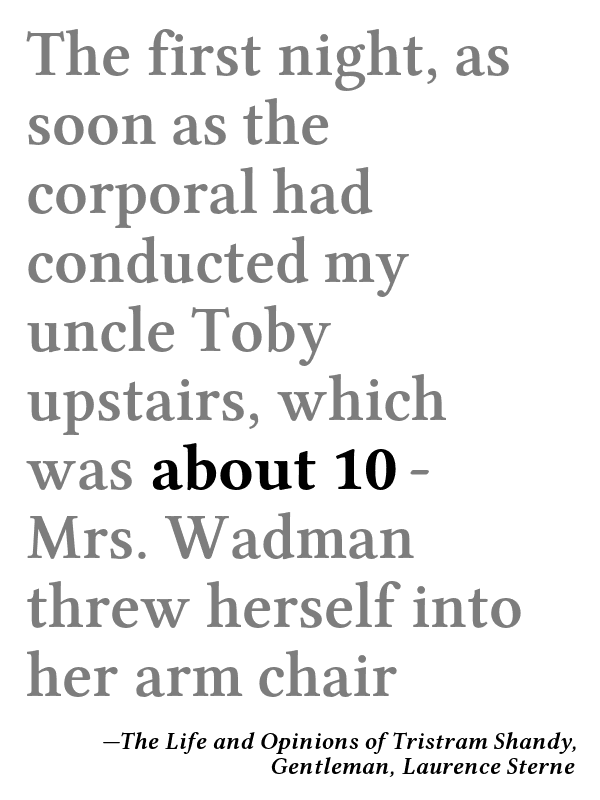 The first night, as
soon as the
corporal had
conducted my
uncle Toby
upstairs, which
was about 10 -
Mrs. Wadman
threw herself into
her arm chair
—The Life and Opinions of Tristram Shandy,
Gentleman, Laurence Sterne